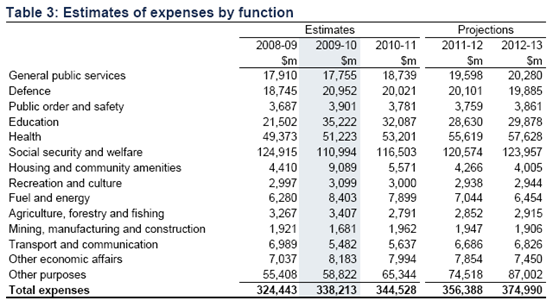 Table 3: Estimates of expenses by function
Estimates Projections
2008-09 2009-10 2010-11 2011-12 2012-13
$m $m $m $m $m
General public services 17,910 17,755 18,739 19,598 20,280
Defence 18,745 20,952 20,021 20,101 19,885
Public order and safety 3,687 3,901 3,781 3,759 3,861
Education 21,502 35,222 32,087 28,630 29,878
Health 49,373 51,223 53,201 55,619 57,628
Social security and welfare 124,915 110,994 116,503 120,574 123,957
Housing and community amenities 4,410 9,089 5,571 4,266 4,005
Recreation and culture 2,997 3,099 3,000 2,938 2,944
Fuel and energy 6,280 8,403 7,899 7,044 6,454
Agriculture, forestry and fishing 3,267 3,407 2,791 2,852 2,915
Mining, manufacturing and construction 1,921 1,681 1,962 1,947 1,906
Transport and communication 6,989 5,482 5,637 6,686 6,826
Other economic affairs 7,037 8,183 7,994 7,854 7,450
Other purposes 55,408 58,822 65,344 74,518 87,002
Total expenses 324,443 338,213 344,528 356,388 374,990